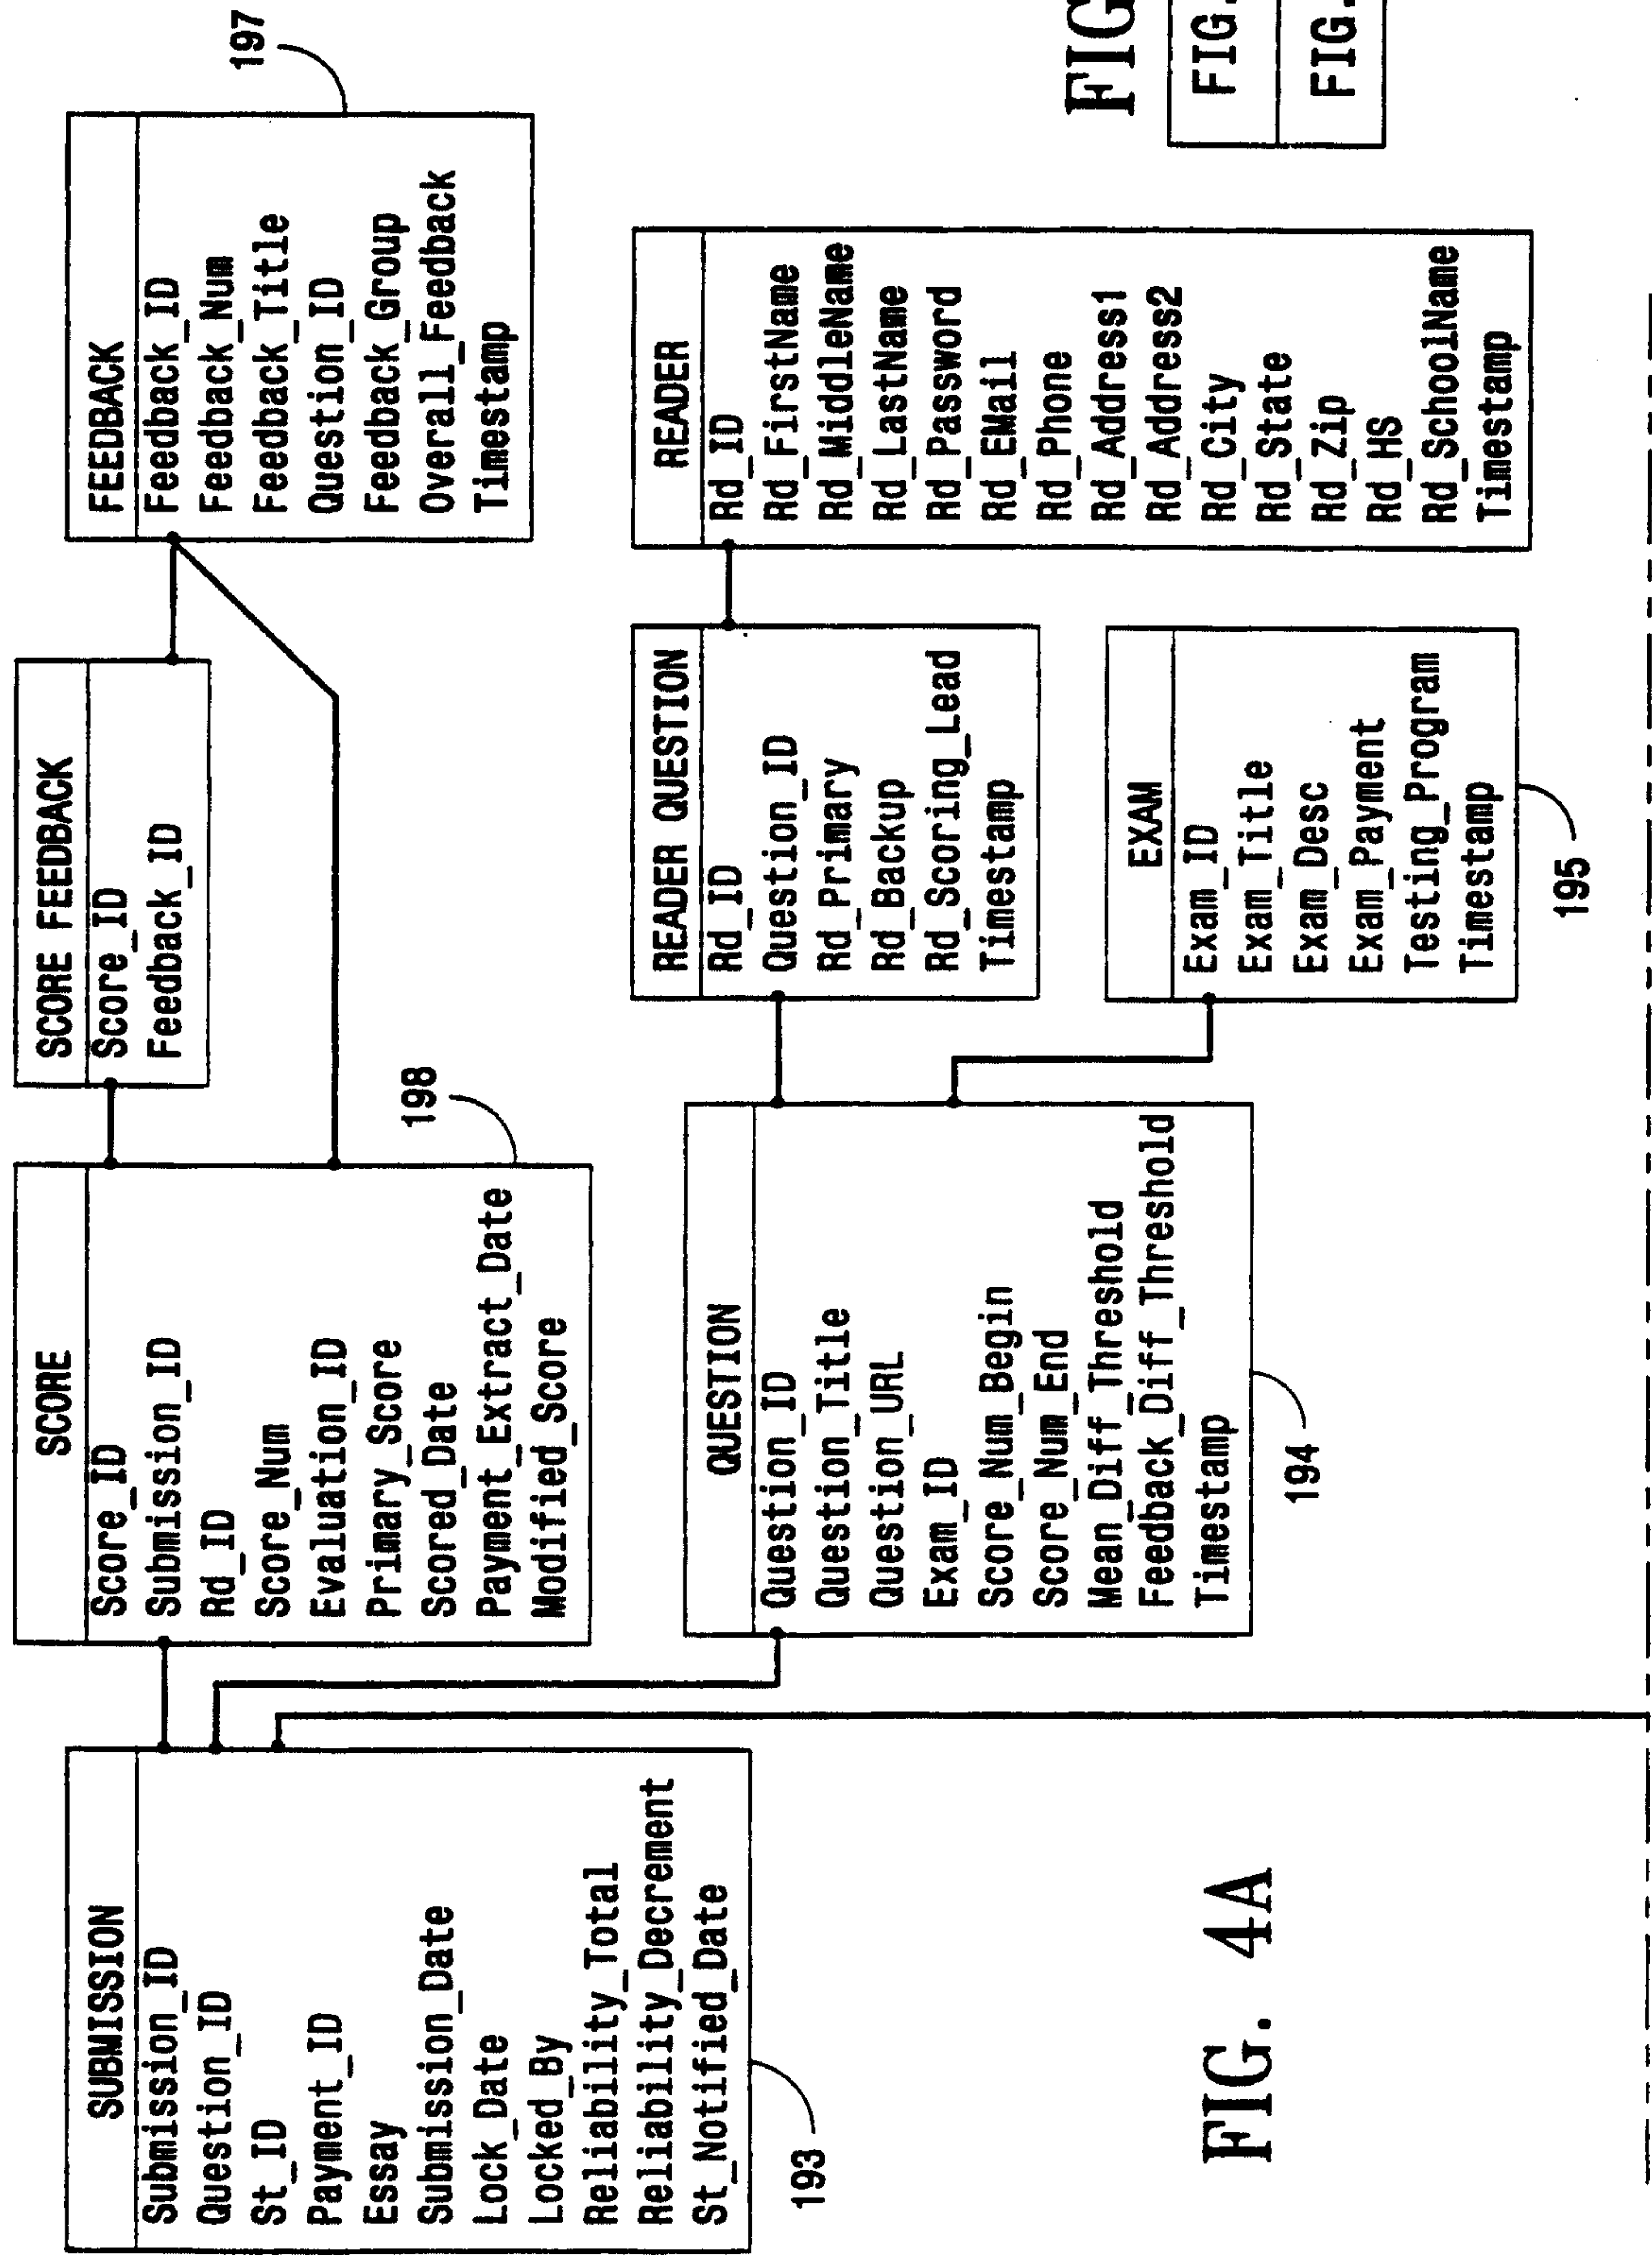 SUBMISSION
Submission_ID
Question_ID
St_ID
Payment_ID
Essay
Submission_Date
Lock_Date
Locked_By
Reliability_Total
Reliability_Decrement
St_Notified_Date
193
SCORE
Score_ID
Submission_ID
Rd_ID
Score_Num
Evaluation_ID
Primary_Score
Scored_Date
Payment_Extract_Date
Modified_Score
198
SCORE FEEDBACK
Score_ID
Feedback_ID
FEEDBACK
Feedback_ID
Feedback_Num
Feedback_Title
Question_ID
Feedback_Group
Overall_Feedback
Timestamp
197
QUESTION
Question_ID
Question_Title
Question_URL
Exam_ID
Score_Num_Begin
Score_Num_End
Mean_Diff_Threshold
Feedback_Diff_Threshold
Timestamp
194
READER QUESTION
Rd_ID
Question_ID
Rd_Primary
Rd_Backup
Rd_Scoring_Lead
Timestamp
READER
Rd_ID
Rd_FirstName
Rd_MiddleName
Rd_LastName
Rd_Password
Rd_EMail
Rd_Phone
Rd_Address1
Rd_Address2
Rd_City
Rd_State
Rd_Zip
Rd_HS
Rd_SchoolName
Timestamp
EXAM
Exam_ID
Exam_Title
Exam_Desc
Exam_Payment
Testing_Program
Timestamp
195
FIG. 4A
FIG
FIG.
FIG.